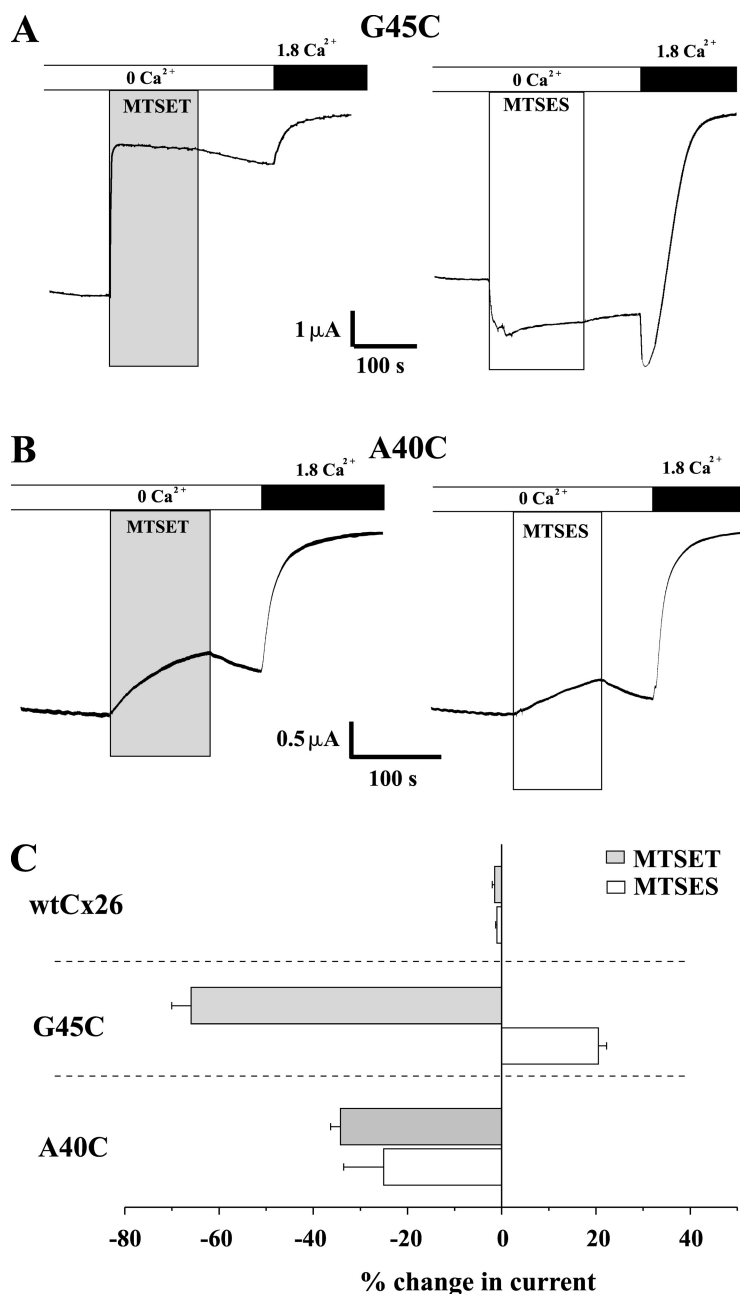 A
G45C
1.8 Ca²⁺
1.8 Ca²⁺
0 Ca²⁺
0 Ca²⁺
MTSET
MTSES
1 μA
100 s
B
A40C
1.8 Ca²⁺
1.8 Ca²⁺
0 Ca²⁺
0 Ca²⁺
MTSET
MTSES
0.5 μA
100 s
C
MTSET
MTSES
wtCx26
G45C
A40C
-80 -60 -40 -20 0 20 40
% change in current